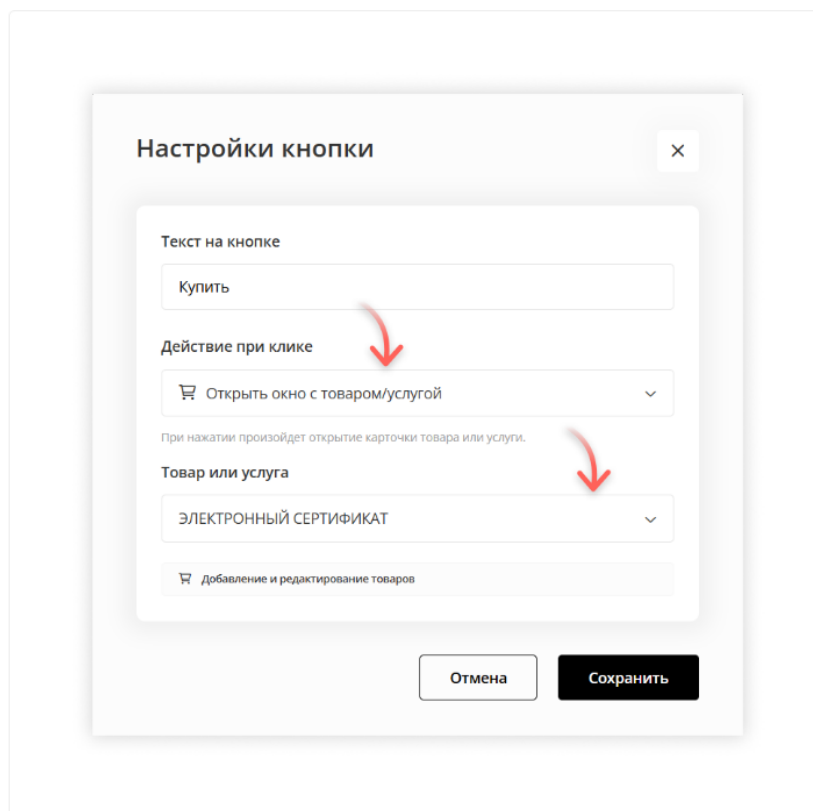 Настройки кнопки
Текст на кнопке
Купить
Действие при клике
Открыть окно с товаром/услугой
При нажатии произойдет открытие карточки товара или услуги.
Товар или услуга
ЭЛЕКТРОННЫЙ СЕРТИФИКАТ
Добавление и редактирование товаров
Отмена
Сохранить